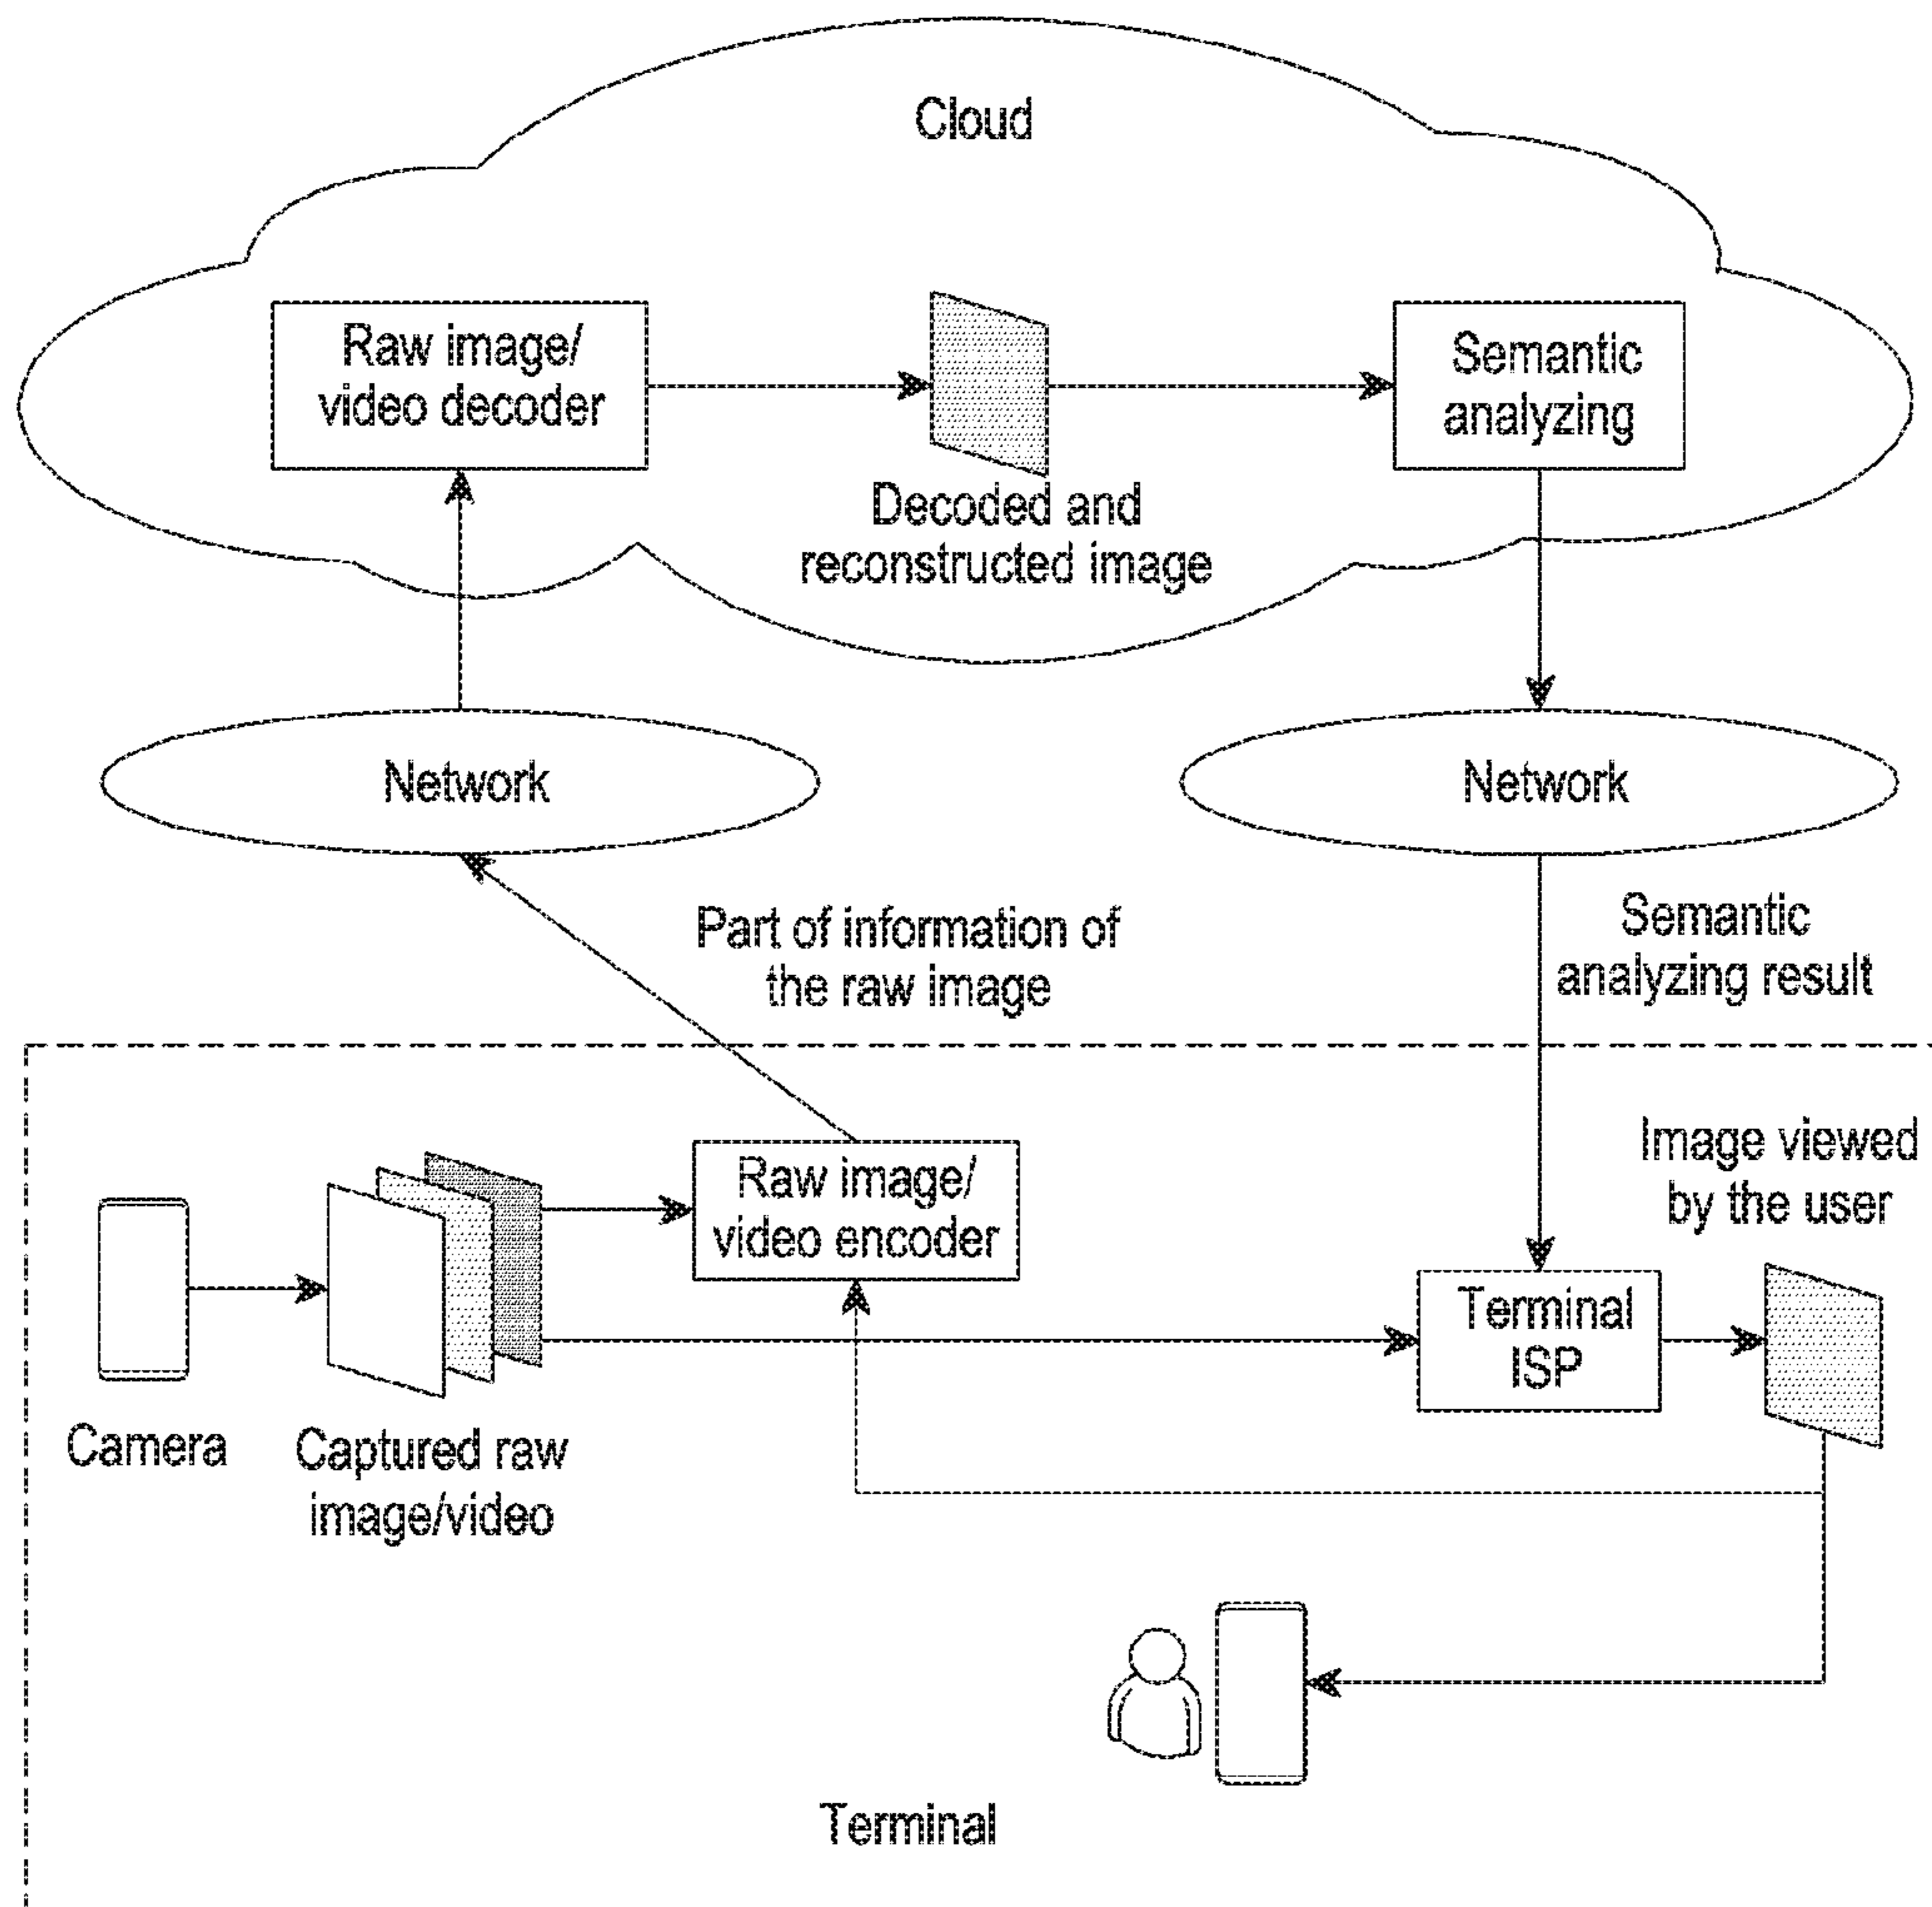 Cloud
Raw image/
video decoder
Semantic
analyzing
Decoded and
reconstructed image
Network
Network
Part of information of
the raw image
Semantic
analyzing result
Image viewed
by the user
Raw image/
video encoder
Terminal
ISP
Camera
Captured raw
image/video
Terminal